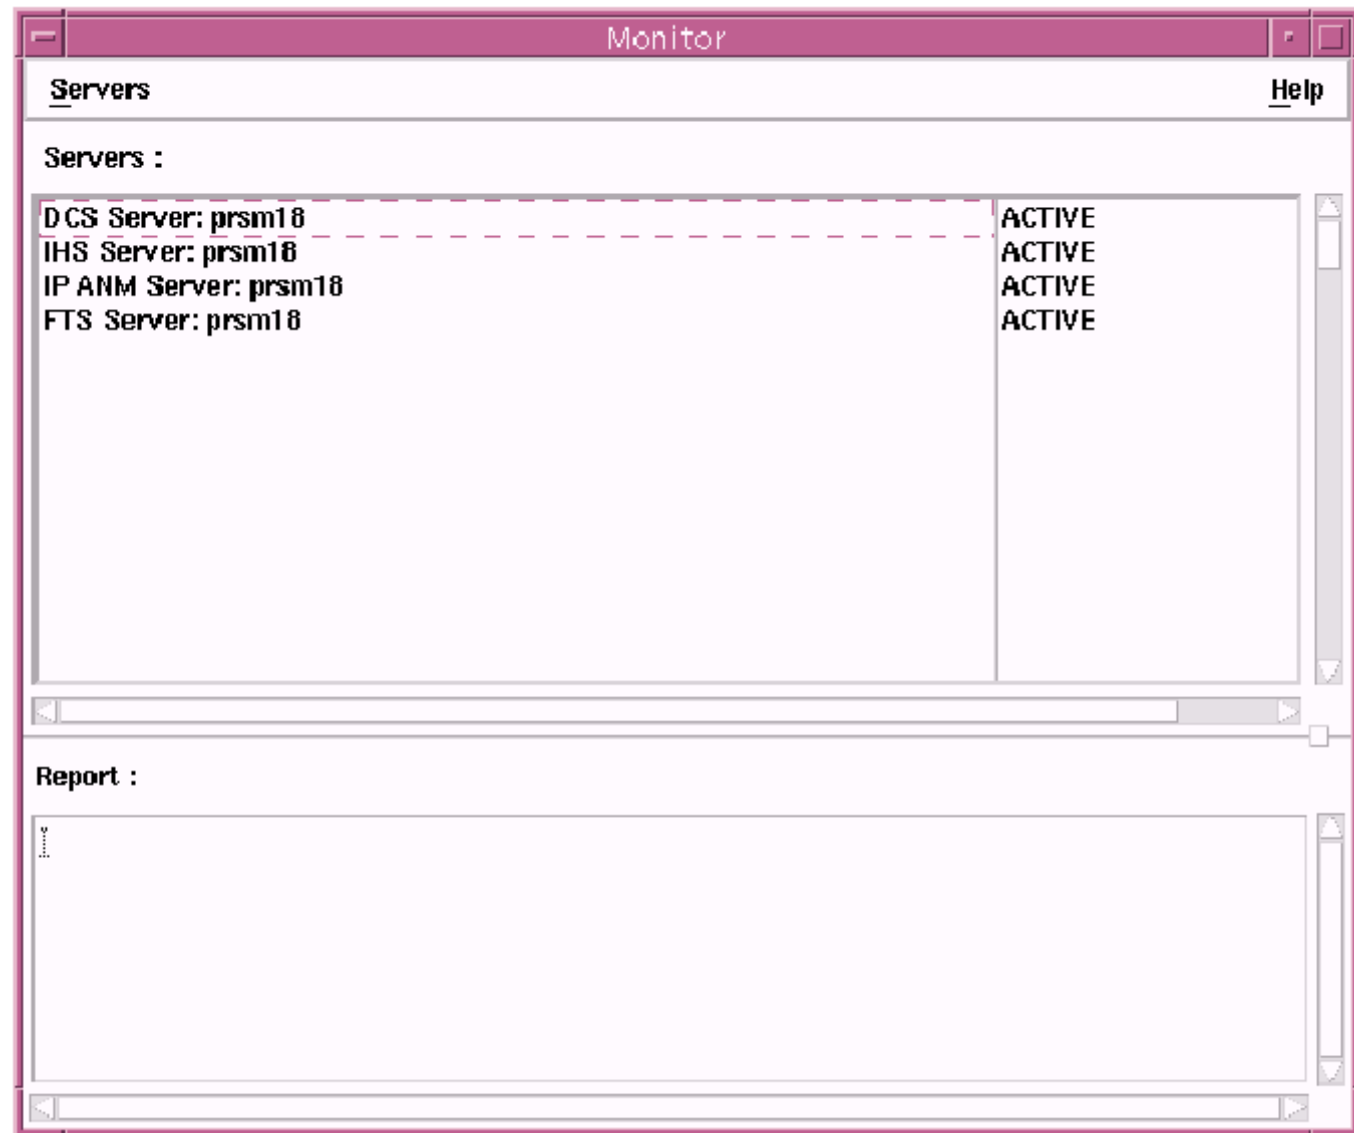 Monitor
Servers Help
Servers :
DCS Server: prsm18 ACTIVE
IHS Server: prsm18 ACTIVE
IP ANM Server: prsm18 ACTIVE
FTS Server: prsm18 ACTIVE
Report :